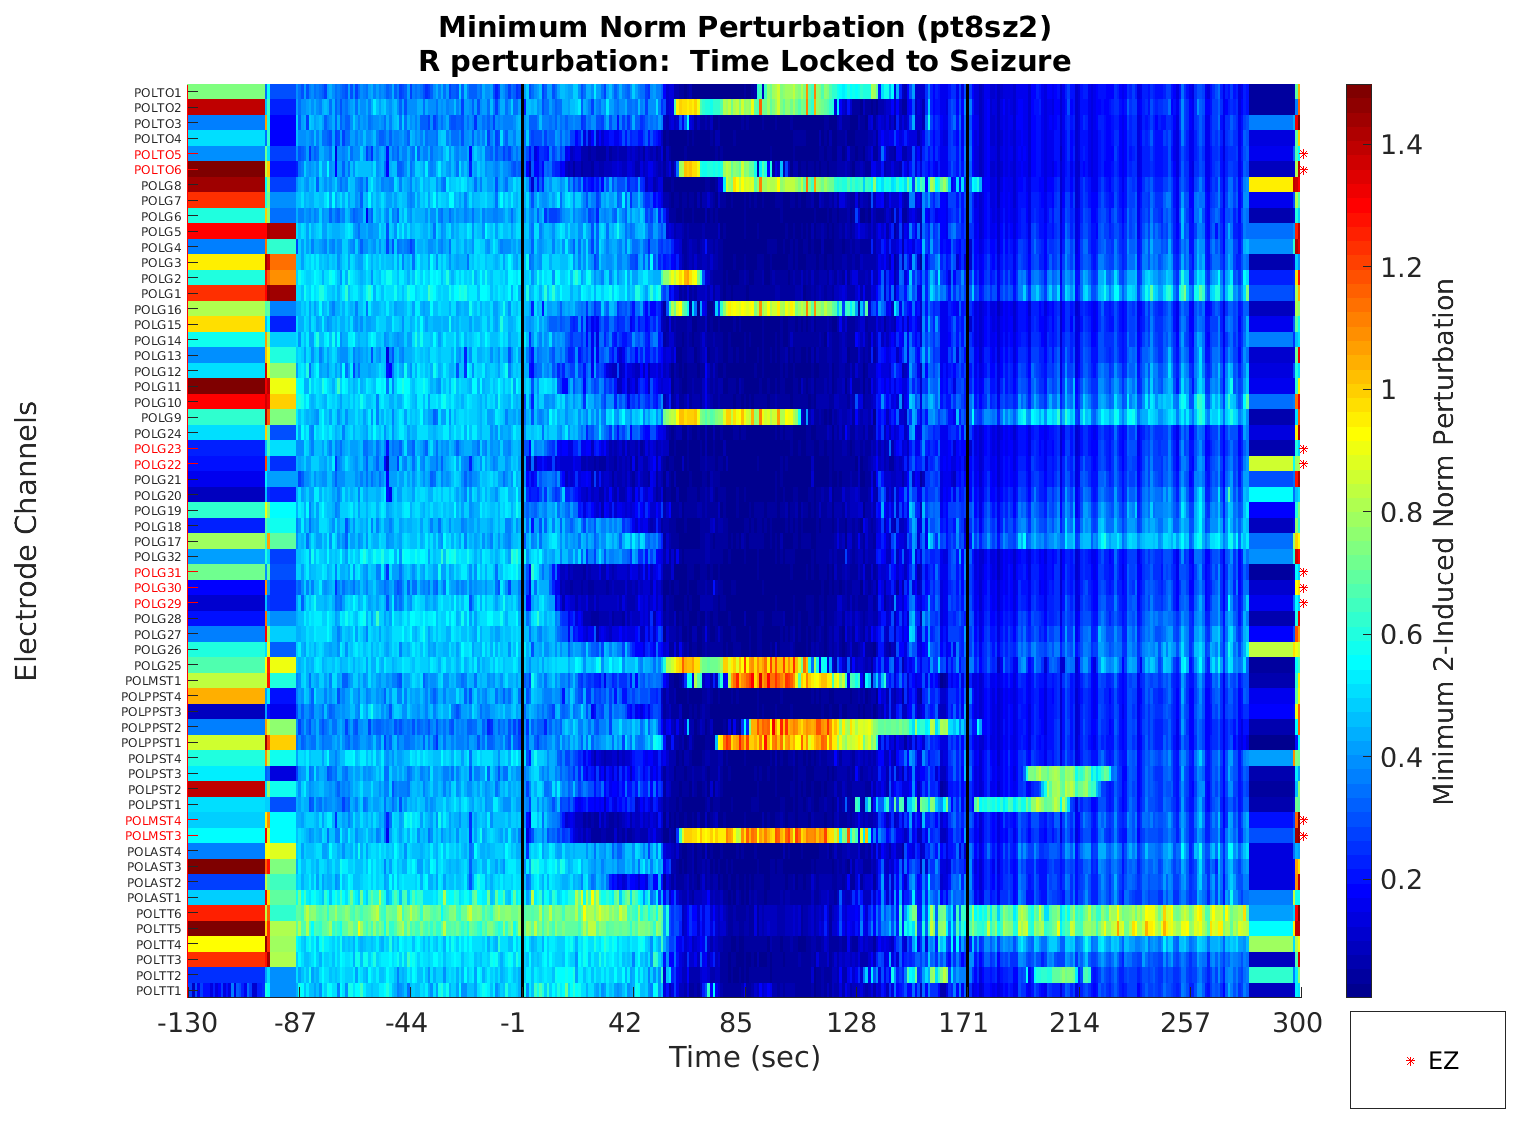 Minimum Norm Perturbation (pt8sz2)
R perturbation:  Time Locked to Seizure
Electrode Channels
POLTO1
POLTO2
POLTO3
POLTO4
POLTO5
POLTO6
POLG8
POLG7
POLG6
POLG5
POLG4
POLG3
POLG2
POLG1
POLG16
POLG15
POLG14
POLG13
POLG12
POLG11
POLG10
POLG9
POLG24
POLG23
POLG22
POLG21
POLG20
POLG19
POLG18
POLG17
POLG32
POLG31
POLG30
POLG29
POLG28
POLG27
POLG26
POLG25
POLMST1
POLPPST4
POLPPST3
POLPPST2
POLPPST1
POLPST4
POLPST3
POLPST2
POLPST1
POLMST4
POLMST3
POLAST4
POLAST3
POLAST2
POLAST1
POLTT6
POLTT5
POLTT4
POLTT3
POLTT2
POLTT1
-130 -87 -44 -1 42 85 128 171 214 257 300
Time (sec)
1.4
1.2
1
0.8
0.6
0.4
0.2
Minimum 2-Induced Norm Perturbation
* EZ